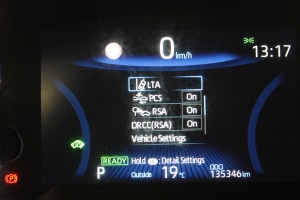 0 km/h
13:17
LTA
PCS On
RSA On
DRCC(RSA) On
Vehicle Settings
READY Hold : Detail Settings
P Outside 19℃ ODO 135346 km